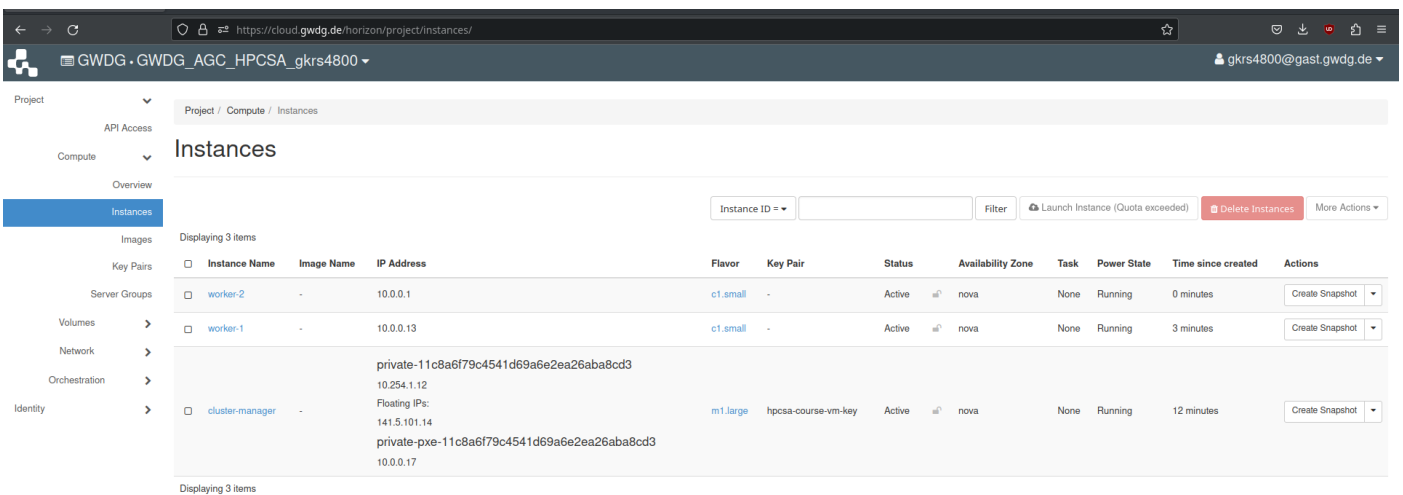 https://cloud.gwdg.de/horizon/project/instances/
GWDG • GWDG_AGC_HPCSA_gkrs4800
gkrs4800@gast.gwdg.de
Project
API Access
Compute
Overview
Instances
Images
Key Pairs
Server Groups
Volumes
Network
Orchestration
Identity
Project / Compute / Instances
Instances
Instance ID = Filter Launch Instance (Quota exceeded) Delete Instances More Actions
Displaying 3 items
Instance Name Image Name IP Address Flavor Key Pair Status Availability Zone Task Power State Time since created Actions
worker-2 - 10.0.0.1 c1.small - Active nova None Running 0 minutes Create Snapshot
worker-1 - 10.0.0.13 c1.small - Active nova None Running 3 minutes Create Snapshot
private-11c8a6f79c4541d69a6e2ea26aba8cd3
10.254.1.12
Floating IPs:
cluster-manager - m1.large hpcsa-course-vm-key Active nova None Running 12 minutes Create Snapshot
141.5.101.14
private-pxe-11c8a6f79c4541d69a6e2ea26aba8cd3
10.0.0.17
Displaying 3 items